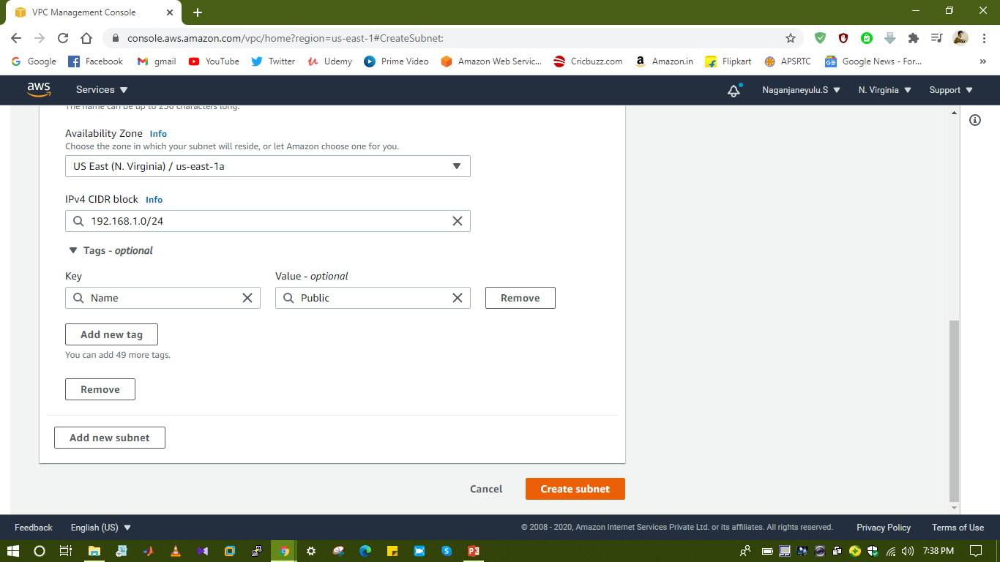 VPC Management Console
console.aws.amazon.com/vpc/home?region=us-east-1#CreateSubnet:
Google Facebook gmail YouTube Twitter Udemy Prime Video Amazon Web Servic... Cricbuzz.com Amazon.in Flipkart APSRTC Google News - For...
aws Services Naganjaneyulu.S N. Virginia Support
The name can be up to 256 characters long.
Availability Zone Info
Choose the zone in which your subnet will reside, or let Amazon choose one for you.
US East (N. Virginia) / us-east-1a
IPv4 CIDR block Info
192.168.1.0/24
Tags - optional
Key Value - optional
Name Public Remove
Add new tag
You can add 49 more tags.
Remove
Add new subnet
Cancel Create subnet
Feedback English (US) © 2008 - 2020, Amazon Internet Services Private Ltd. or its affiliates. All rights reserved. Privacy Policy Terms of Use
7:38 PM